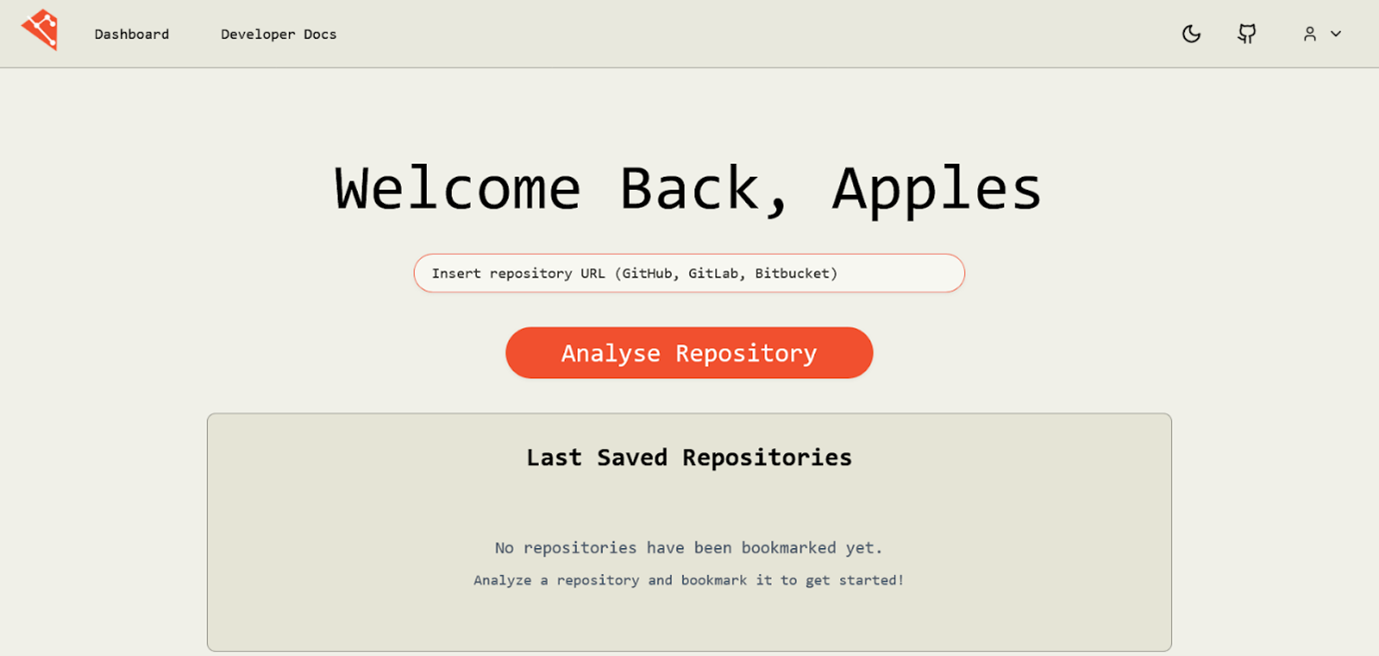 Dashboard
Developer Docs
Welcome Back, Apples
Insert repository URL (GitHub, GitLab, Bitbucket)
Analyse Repository
Last Saved Repositories
No repositories have been bookmarked yet.
Analyze a repository and bookmark it to get started!